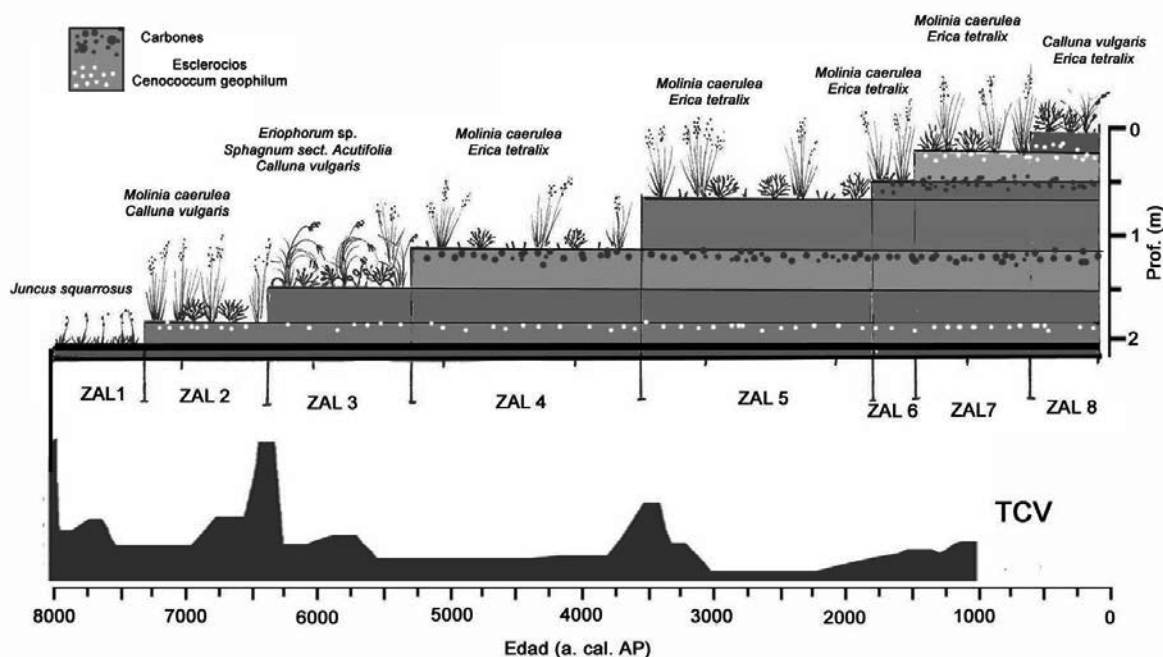 Carbones
Esclerocios
Cenococcum geophilum
Juncus squarrosus
Molinia caerulea
Calluna vulgaris
Eriophorum sp.
Sphagnum sect. Acutifolia
Calluna vulgaris
Molinia caerulea
Erica tetralix
Molinia caerulea
Erica tetralix
Molinia caerulea
Erica tetralix
Molinia caerulea
Erica tetralix
Calluna vulgaris
Erica tetralix
0
1
2
Prof. (m)
ZAL1
ZAL 2
ZAL 3
ZAL 4
ZAL 5
ZAL 6
ZAL7
ZAL 8
TCV
8000
7000
6000
5000
4000
3000
2000
1000
0
Edad (a. cal. AP)